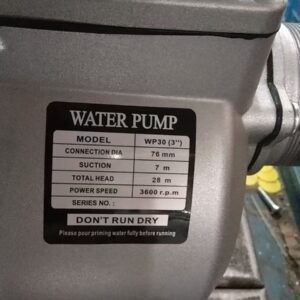 WATER PUMP
MODEL WP30 (3")
CONNECTION DIA 76 mm
SUCTION 7 m
TOTAL HEAD 28 m
POWER SPEED 3600 r.p.m
SERIES NO. :
DON'T RUN DRY
Please pour priming water fully before running